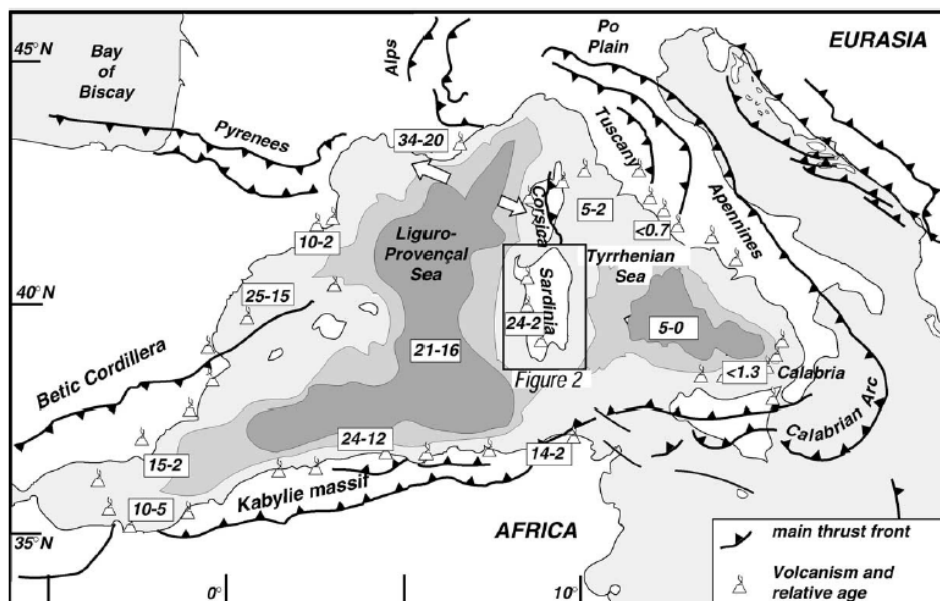 45°N
Bay
of
Biscay
Alps
Po
Plain
EURASIA
Pyrenees
34-20
Tuscany
Corsica
5-2
Apennines
<0.7
10-2
Liguro-
Provençal
Sea
Tyrrhenian
Sea
40°N
25-15
Sardinia
24-2
5-0
21-16
Figure 2
<1.3
Calabria
Betic Cordillera
Calabrian Arc
24-12
14-2
15-2
Kabylie massif
10-5
AFRICA
35°N
main thrust front
0°
10°
Volcanism and
relative age